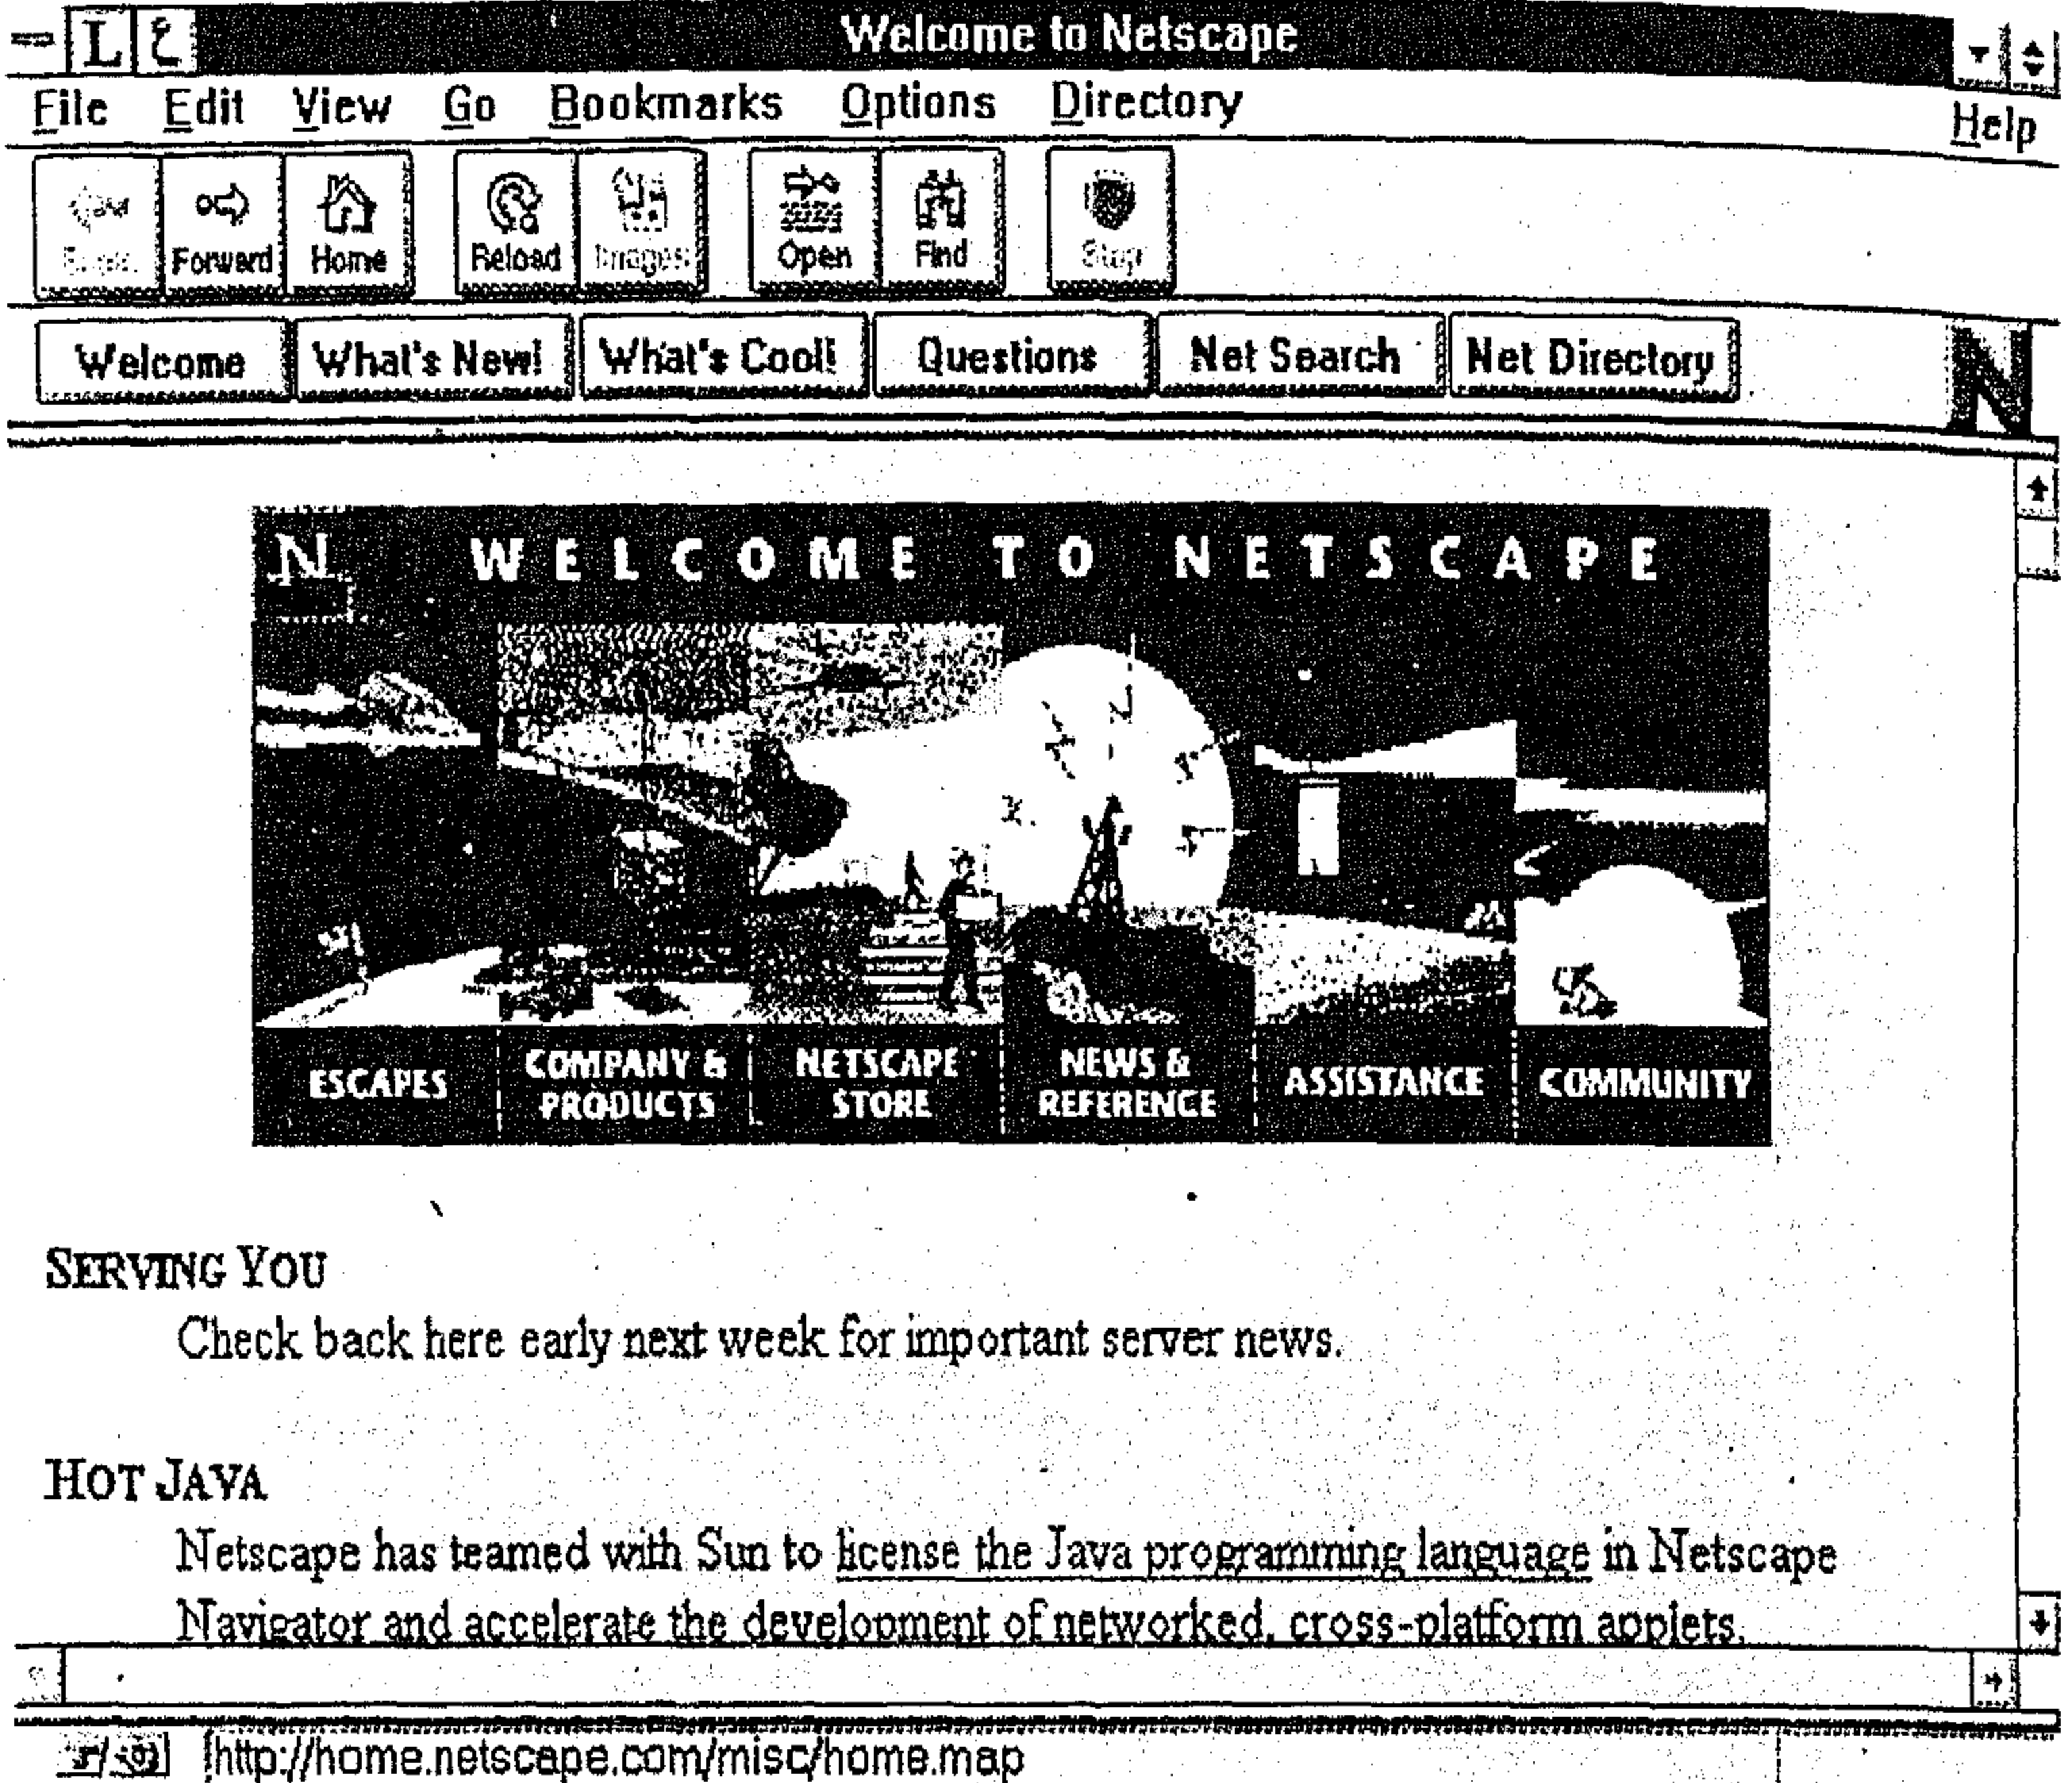 L
Welcome to Netscape
File Edit View Go Bookmarks Options Directory Help
Forward Home Reload Images Open Find Stop
Welcome What's New! What's Cool! Questions Net Search Net Directory
N
N WELCOME TO NETSCAPE
ESCAPES
COMPANY &
PRODUCTS
NETSCAPE
STORE
NEWS &
REFERENCE
ASSISTANCE
COMMUNITY
SERVING YOU
Check back here early next week for important server news.
HOT JAVA
Netscape has teamed with Sun to license the Java programming language in Netscape
Navigator and accelerate the development of networked, cross-platform applets.
http://home.netscape.com/misc/home.map